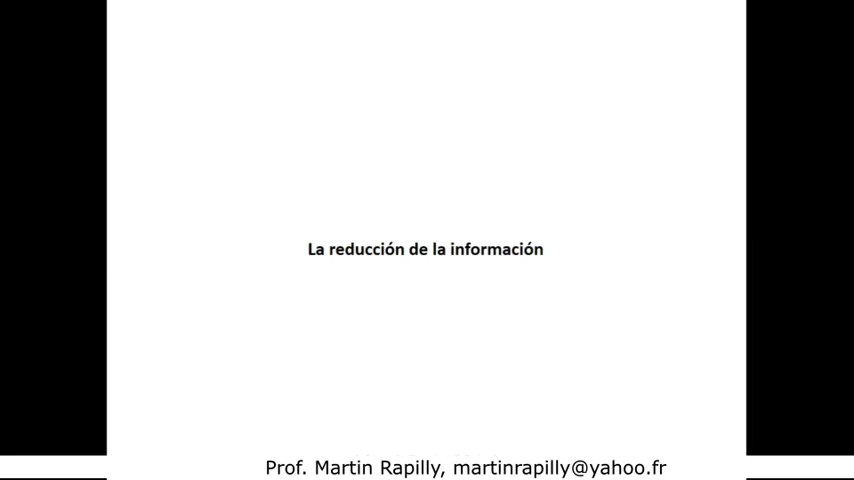 La reducción de la información
Prof. Martin Rapilly, martinrapilly@yahoo.fr